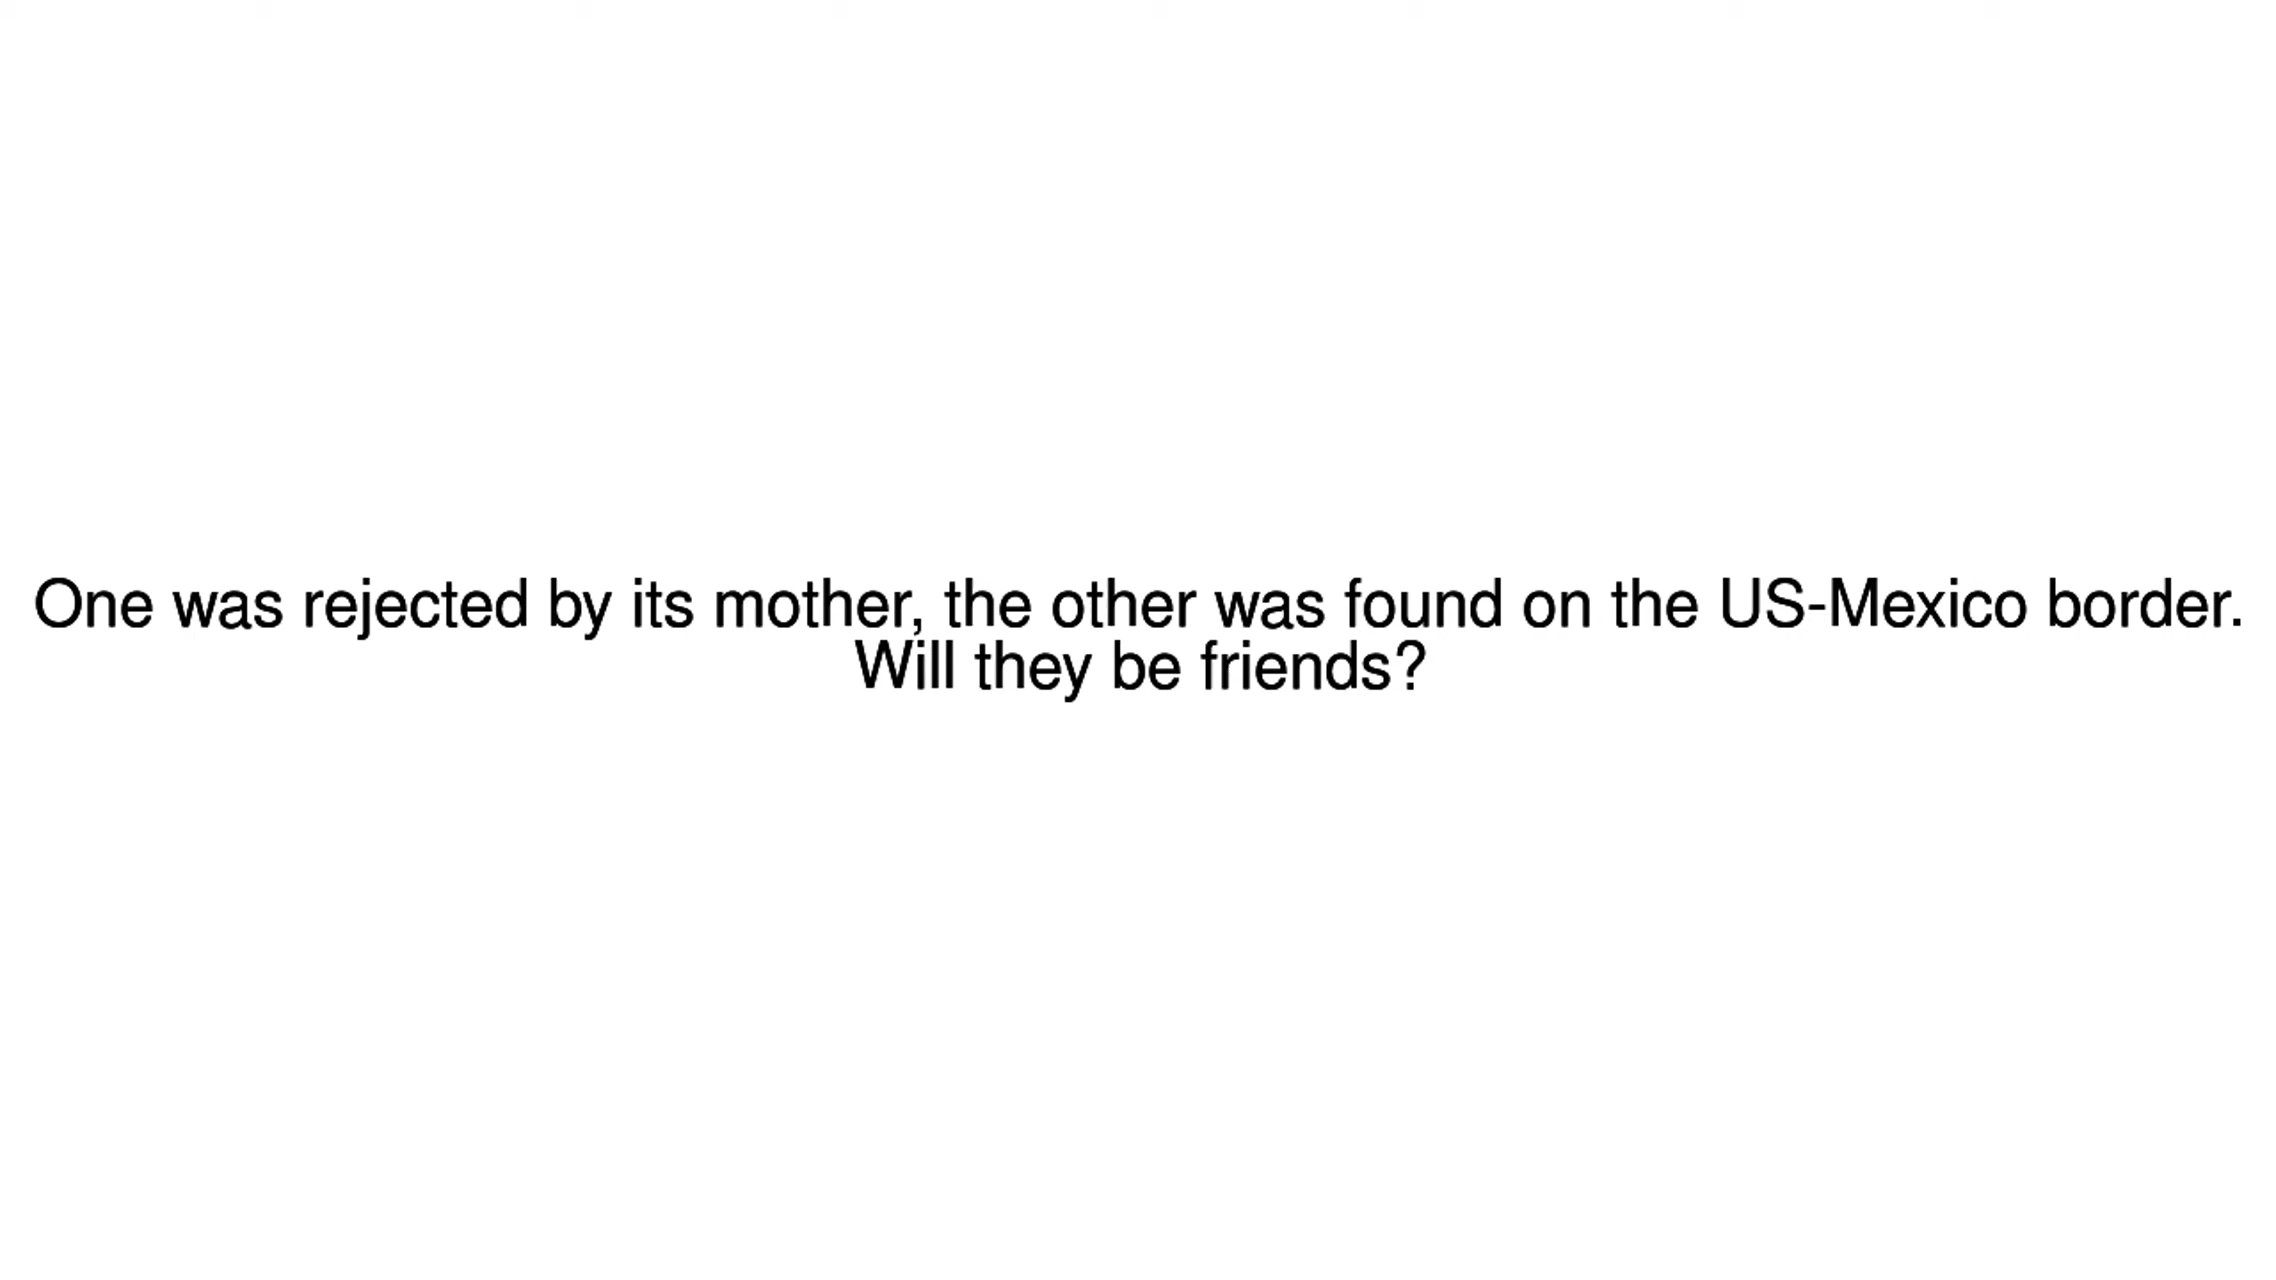 One was rejected by its mother, the other was found on the US-Mexico border.
Will they be friends?